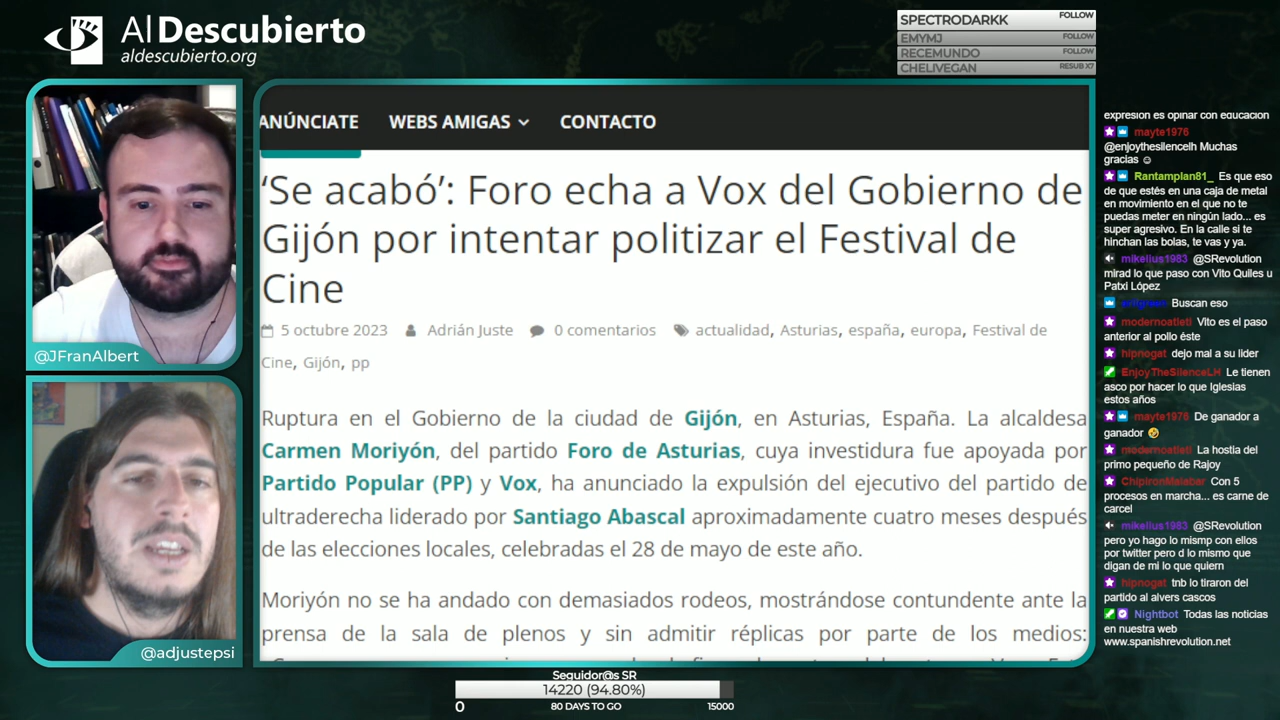 Al Descubierto
aldescubierto.org
SPECTRODARKK FOLLOW
EMYMJ FOLLOW
RECEMUNDO FOLLOW
CHELIVEGAN RESUB X7
@JFranAlbert
@adjustepsi
ANÚNCIATE WEBS AMIGAS CONTACTO
‘Se acabó’: Foro echa a Vox del Gobierno de
Gijón por intentar politizar el Festival de
Cine
5 octubre 2023 Adrián Juste 0 comentarios actualidad, Asturias, españa, europa, Festival de
Cine, Gijón, pp
Ruptura en el Gobierno de la ciudad de Gijón, en Asturias, España. La alcaldesa
Carmen Moriyón, del partido Foro de Asturias, cuya investidura fue apoyada por
Partido Popular (PP) y Vox, ha anunciado la expulsión del ejecutivo del partido de
ultraderecha liderado por Santiago Abascal aproximadamente cuatro meses después
de las elecciones locales, celebradas el 28 de mayo de este año.
Moriyón no se ha andado con demasiados rodeos, mostrándose contundente ante la
prensa de la sala de plenos y sin admitir réplicas por parte de los medios:
expresión es opinar con educación
mayte1976
@enjoythesilencelh Muchas
gracias ☺
Rantamplan81_ Es que eso
de que estés en una caja de metal
en movimiento en el que no te
puedas meter en ningún lado... es
super agresivo. En la calle si te
hinchan las bolas, te vas y ya.
mikelius1983 @SRevolution
mirad lo que paso con Vito Quiles u
Patxi López
Buscan eso
modernoatleti Vito es el paso
anterior al pollo éste
hipnogat dejo mal a su lider
EnjoyTheSilenceLH Le tienen
asco por hacer lo que Iglesias
estos años
mayte1976 De ganador a
ganador 🤣
modernoatleti La hostia del
primo pequeño de Rajoy
ChipironMalabar Con 5
procesos en marcha... es carne de
carcel
mikelius1983 @SRevolution
pero yo hago lo mismp con ellos
por twitter pero d lo mismo que
digan de mi lo que quiern
hipnogat tnb lo tiraron del
partido al alvers cascos
Nightbot Todas las noticias
en nuestra web
www.spanishrevolution.net
Seguidor@s SR
14220 (94.80%)
0 80 DAYS TO GO 15000